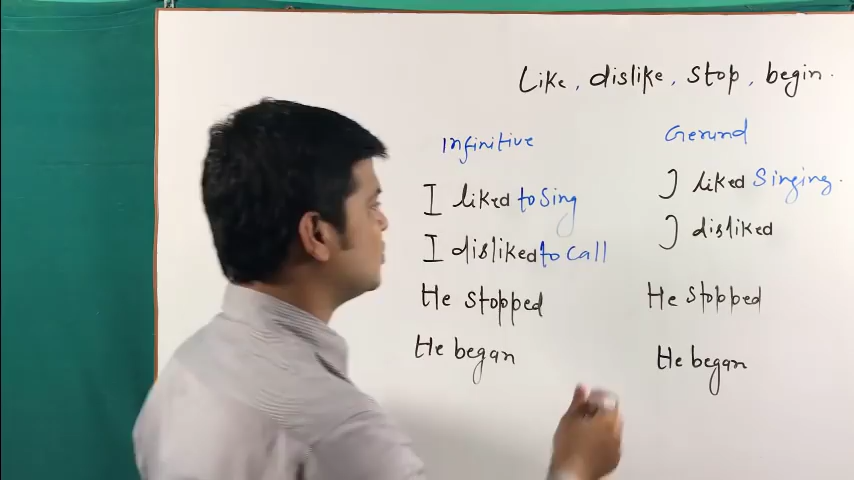 Like, dislike, stop, begin.
Infinitive
Gerund
I liked to Sing
I liked Singing.
I disliked to call
I disliked
He stopped
He stopped
He began
He began